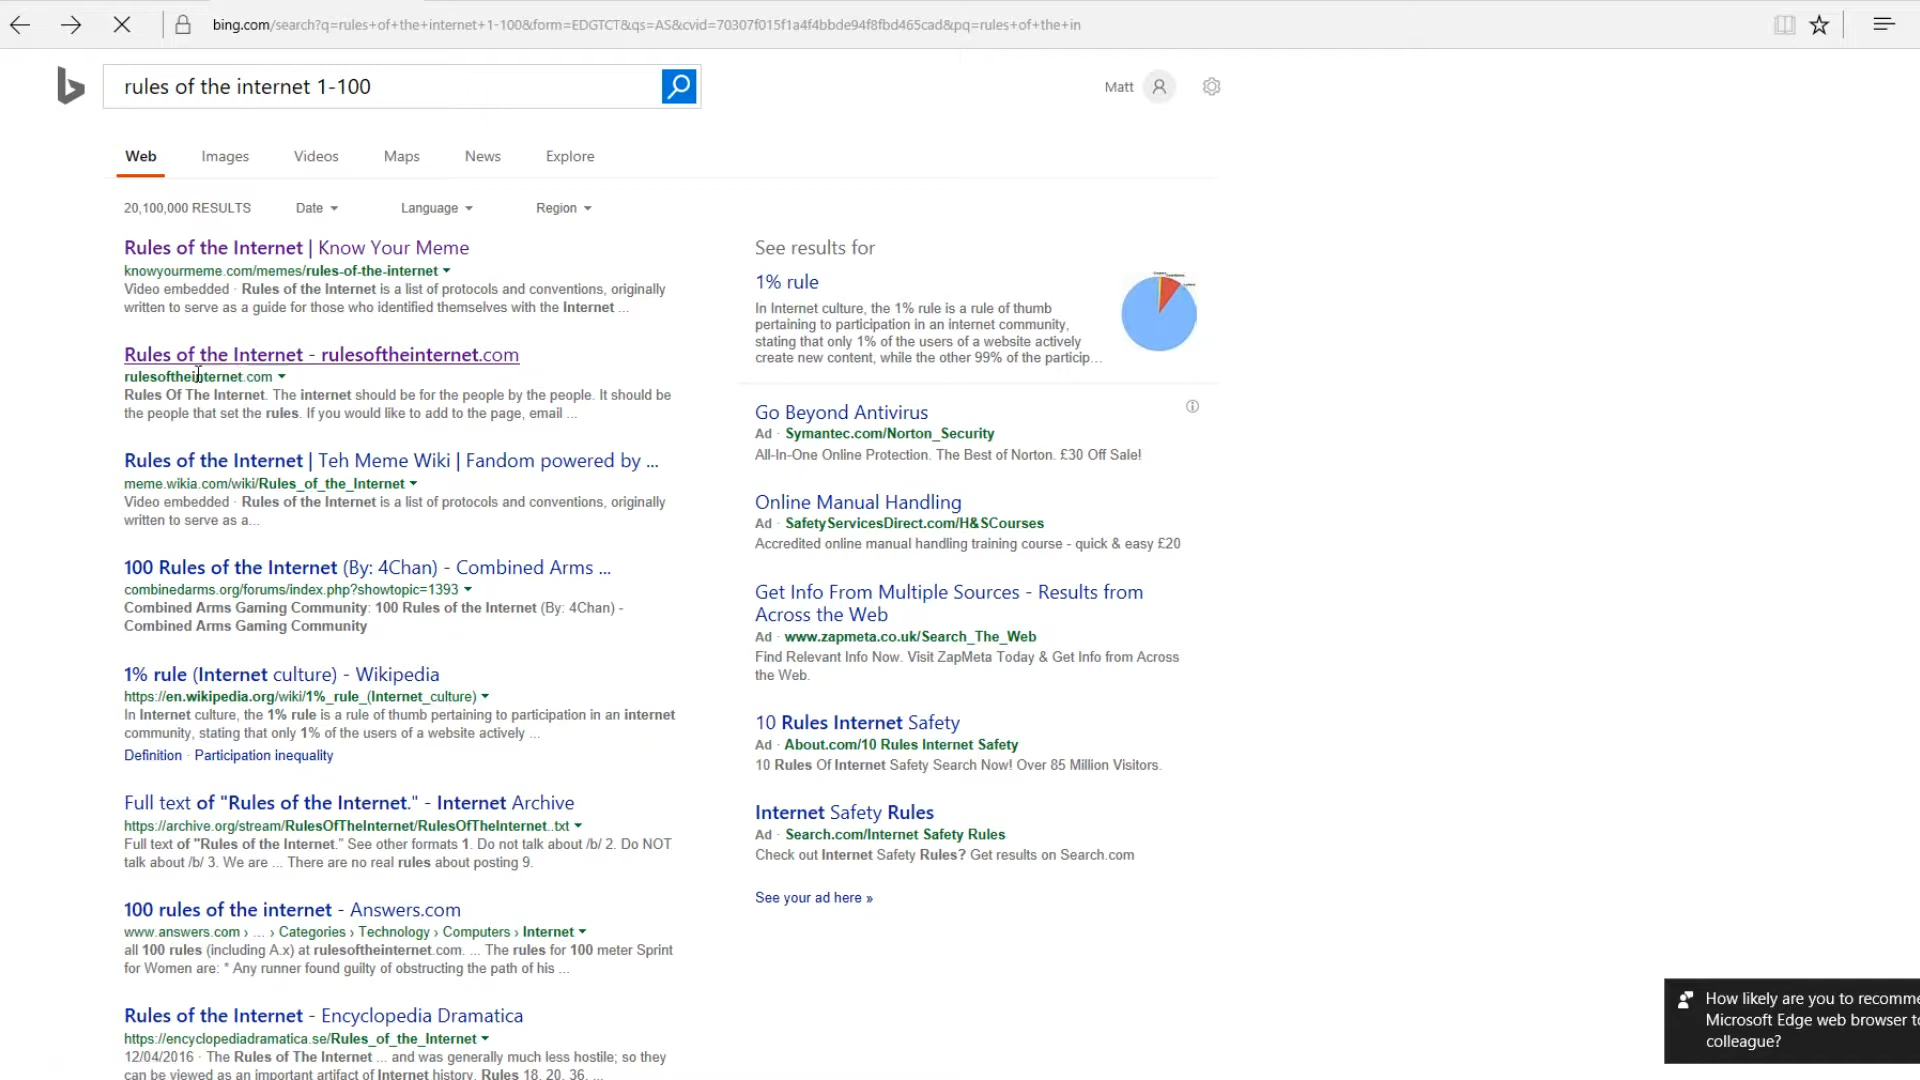 bing.com/search?q=rules+of+the+internet+1-100&form=EDGTCT&qs=AS&cvid=70307f015f1a4f4bbde94f8fbd465cad&pq=rules+of+the+in
rules of the internet 1-100
Matt
Web Images Videos Maps News Explore
20,100,000 RESULTS Date Language Region
Rules of the Internet | Know Your Meme
knowyourmeme.com/memes/rules-of-the-internet
Video embedded · Rules of the Internet is a list of protocols and conventions, originally
written to serve as a guide for those who identified themselves with the Internet ...
Rules of the Internet - rulesoftheinternet.com
rulesoftheinternet.com
Rules Of The Internet. The internet should be for the people by the people. It should be
the people that set the rules. If you would like to add to the page, email ...
Rules of the Internet | Teh Meme Wiki | Fandom powered by ...
meme.wikia.com/wiki/Rules_of_the_Internet
Video embedded · Rules of the Internet is a list of protocols and conventions, originally
written to serve as a...
100 Rules of the Internet (By: 4Chan) - Combined Arms ...
combinedarms.org/forums/index.php?showtopic=1393
Combined Arms Gaming Community: 100 Rules of the Internet (By: 4Chan) -
Combined Arms Gaming Community
1% rule (Internet culture) - Wikipedia
https://en.wikipedia.org/wiki/1%_rule_(Internet_culture)
In Internet culture, the 1% rule is a rule of thumb pertaining to participation in an internet
community, stating that only 1% of the users of a website actively ...
Definition · Participation inequality
Full text of "Rules of the Internet." - Internet Archive
https://archive.org/stream/RulesOfTheInternet/RulesOfTheInternet..txt
Full text of "Rules of the Internet." See other formats 1. Do not talk about /b/ 2. Do NOT
talk about /b/ 3. We are ... There are no real rules about posting 9.
100 rules of the internet - Answers.com
www.answers.com › ... › Categories › Technology › Computers › Internet
all 100 rules (including A.x) at rulesoftheinternet.com. ... The rules for 100 meter Sprint
for Women are: * Any runner found guilty of obstructing the path of his ...
Rules of the Internet - Encyclopedia Dramatica
https://encyclopediadramatica.se/Rules_of_the_Internet
12/04/2016 · The Rules of The Internet ... and was generally much less hostile; so they
can be viewed as an important artifact of Internet history. Rules 18, 20, 36, ...
See results for
1% rule
In Internet culture, the 1% rule is a rule of thumb
pertaining to participation in an internet community,
stating that only 1% of the users of a website actively
create new content, while the other 99% of the particip...
Go Beyond Antivirus
Ad · Symantec.com/Norton_Security
All-In-One Online Protection. The Best of Norton. £30 Off Sale!
Online Manual Handling
Ad · SafetyServicesDirect.com/H&SCourses
Accredited online manual handling training course - quick & easy £20
Get Info From Multiple Sources - Results from
Across the Web
Ad · www.zapmeta.co.uk/Search_The_Web
Find Relevant Info Now. Visit ZapMeta Today & Get Info from Across
the Web.
10 Rules Internet Safety
Ad · About.com/10 Rules Internet Safety
10 Rules Of Internet Safety Search Now! Over 85 Million Visitors.
Internet Safety Rules
Ad · Search.com/Internet Safety Rules
Check out Internet Safety Rules? Get results on Search.com
See your ad here »
How likely are you to recomme
Microsoft Edge web browser to
colleague?